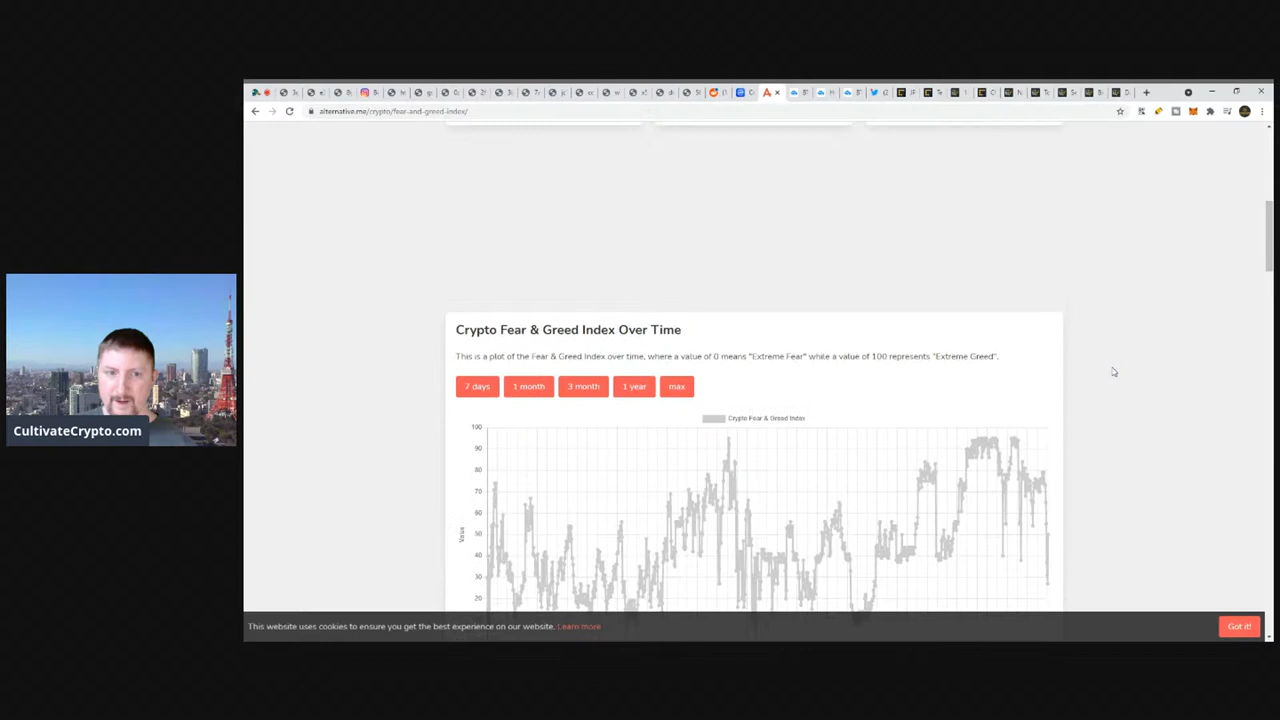 alternative.me/crypto/fear-and-greed-index/
Crypto Fear & Greed Index Over Time
This is a plot of the Fear & Greed Index over time, where a value of 0 means "Extreme Fear" while a value of 100 represents "Extreme Greed".
7 days
1 month
3 month
1 year
max
Crypto Fear & Greed Index
100
90
80
70
60
50
40
30
20
Value
CultivateCrypto.com
This website uses cookies to ensure you get the best experience on our website. Learn more
Got it!